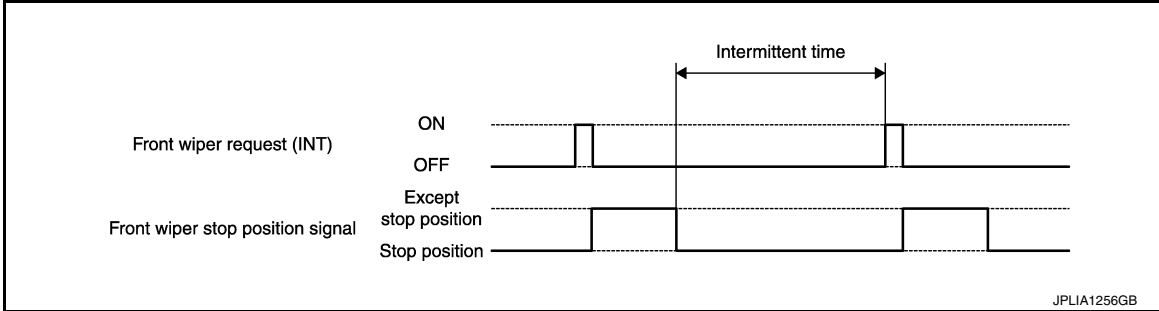 Intermittent time
Front wiper request (INT)
ON
OFF
Front wiper stop position signal
Except
stop position
Stop position
JPLIA1256GB